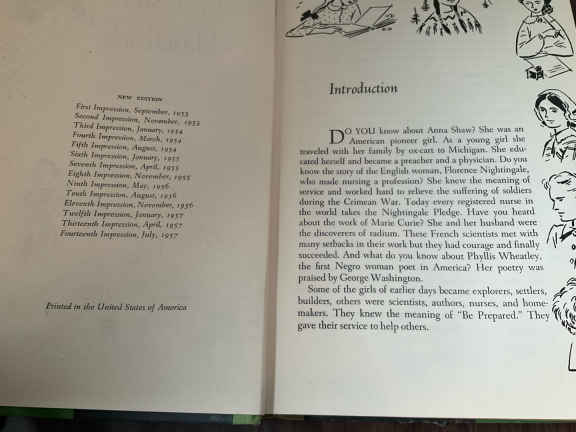 NEW EDITION
First Impression, September, 1953
Second Impression, November, 1953
Third Impression, January, 1954
Fourth Impression, March, 1954
Fifth Impression, August, 1954
Sixth Impression, January, 1955
Seventh Impression, April, 1955
Eighth Impression, November, 1955
Ninth Impression, May, 1956
Tenth Impression, August, 1956
Eleventh Impression, November, 1956
Twelfth Impression, January, 1957
Thirteenth Impression, April, 1957
Fourteenth Impression, July, 1957
Printed in the United States of America
Introduction
DO YOU know about Anna Shaw? She was an
American pioneer girl. As a young girl she
traveled with her family by ox-cart to Michigan. She edu-
cated herself and became a preacher and a physician. Do you
know the story of the English woman, Florence Nightingale,
who made nursing a profession? She knew the meaning of
service and worked hard to relieve the suffering of soldiers
during the Crimean War. Today every registered nurse in
the world takes the Nightingale Pledge. Have you heard
about the work of Marie Curie? She and her husband were
the discoverers of radium. These French scientists met with
many setbacks in their work but they had courage and finally
succeeded. And what do you know about Phyllis Wheatley,
the first Negro woman poet in America? Her poetry was
praised by George Washington.
Some of the girls of earlier days became explorers, settlers,
builders, others were scientists, authors, nurses, and home-
makers. They knew the meaning of "Be Prepared." They
gave their service to help others.